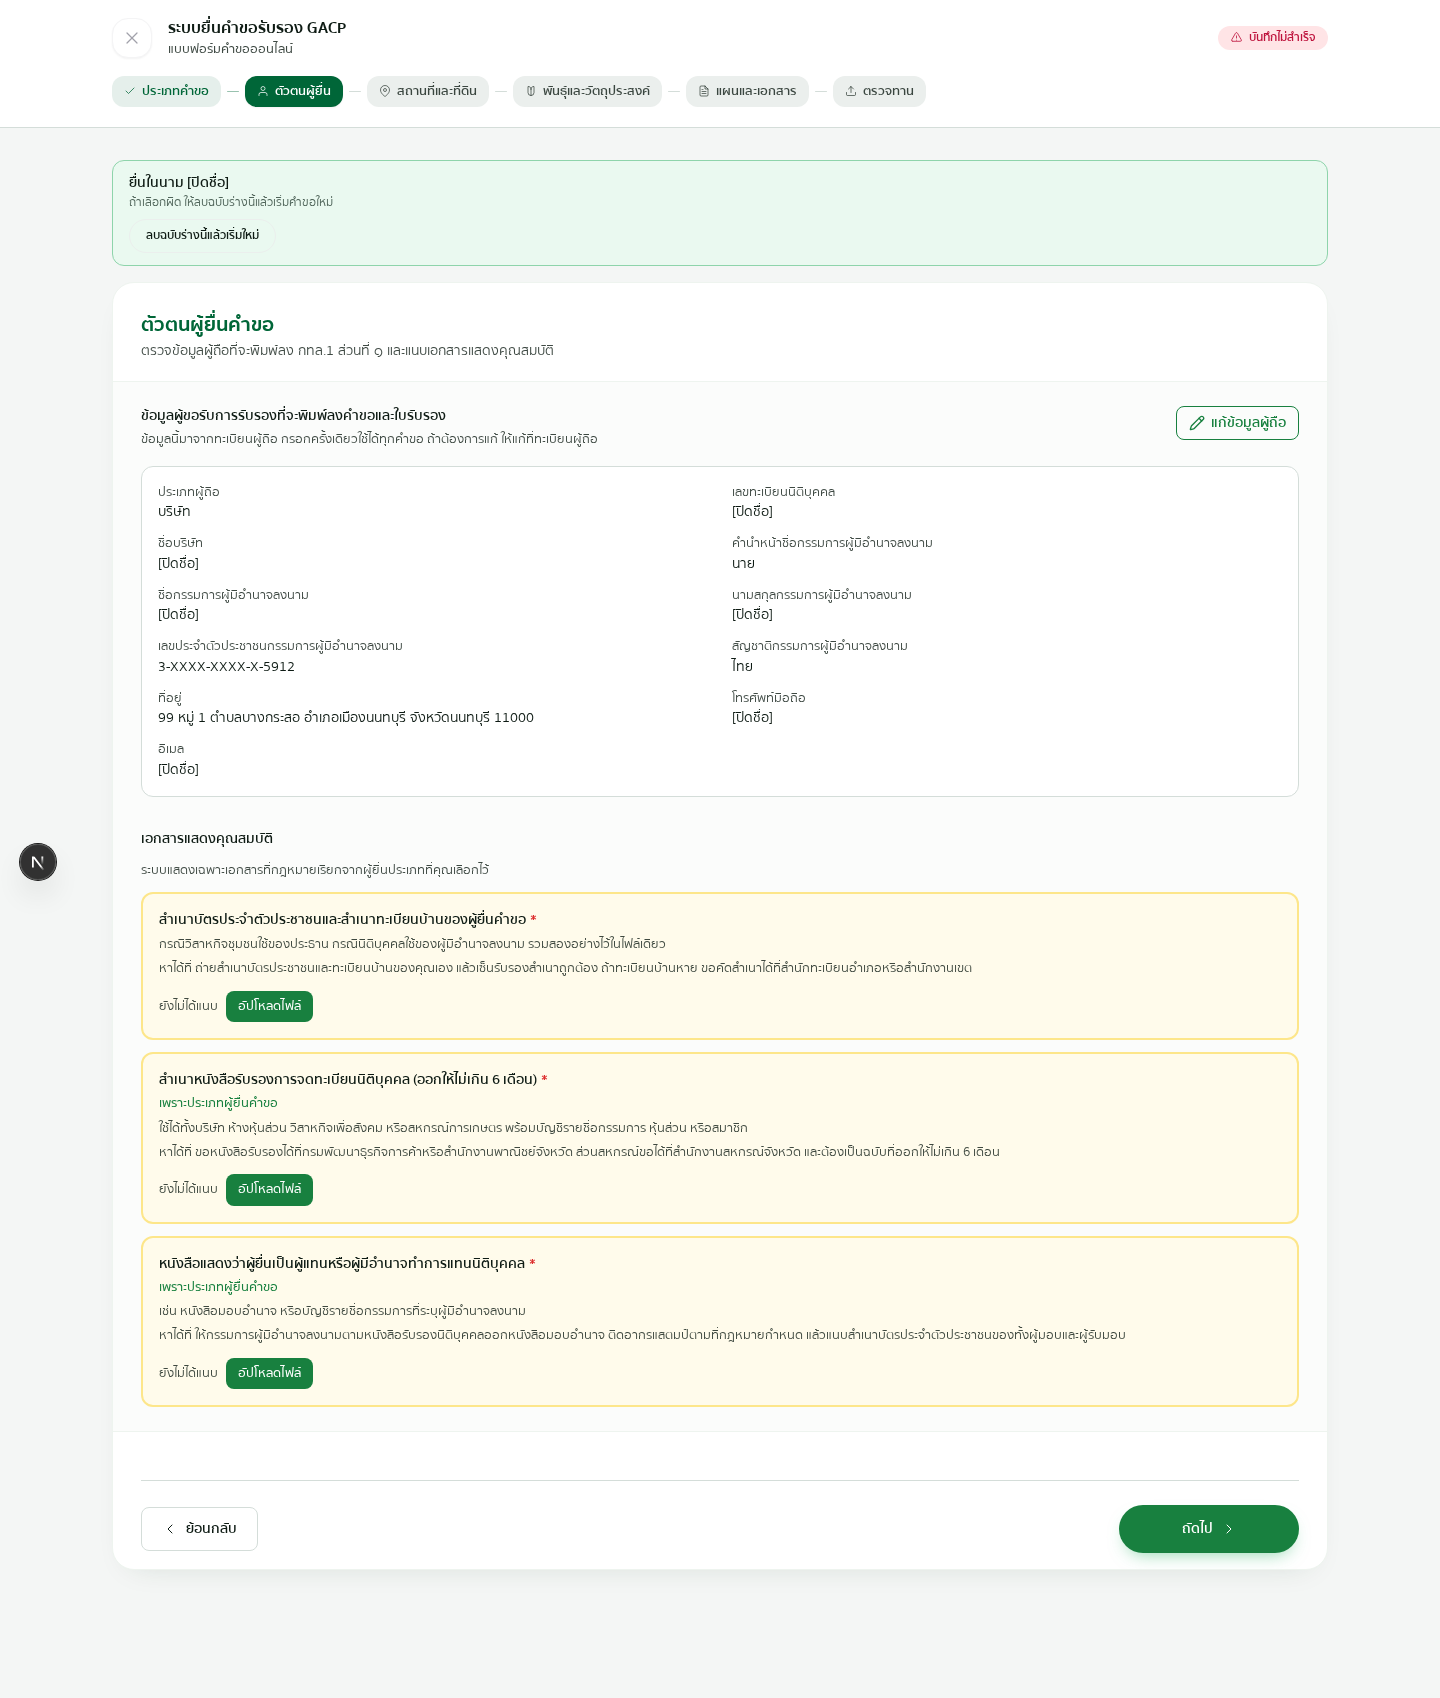 ระบบยื่นคำขอรับรอง GACP
แบบฟอร์มคำขอออนไลน์
บันทึกไม่สำเร็จ
ประเภทคำขอ
ตัวตนผู้ยื่น
สถานที่และที่ดิน
พันธุ์และวัตถุประสงค์
แผนและเอกสาร
ตรวจทาน
ยื่นในนาม [ปิดชื่อ]
ถ้าเลือกผิด ให้ลบฉบับร่างนี้แล้วเริ่มคำขอใหม่
ลบฉบับร่างนี้แล้วเริ่มใหม่
ตัวตนผู้ยื่นคำขอ
ตรวจข้อมูลผู้ถือที่จะพิมพ์ลง กทล.1 ส่วนที่ ๑ และแนบเอกสารแสดงคุณสมบัติ
ข้อมูลผู้ขอรับการรับรองที่จะพิมพ์ลงคำขอและใบรับรอง
ข้อมูลนี้มาจากทะเบียนผู้ถือ กรอกครั้งเดียวใช้ได้ทุกคำขอ ถ้าต้องการแก้ ให้แก้ที่ทะเบียนผู้ถือ
แก้ข้อมูลผู้ถือ
ประเภทผู้ถือ
บริษัท
เลขทะเบียนนิติบุคคล
[ปิดชื่อ]
ชื่อบริษัท
[ปิดชื่อ]
คำนำหน้าชื่อกรรมการผู้มีอำนาจลงนาม
นาย
ชื่อกรรมการผู้มีอำนาจลงนาม
[ปิดชื่อ]
นามสกุลกรรมการผู้มีอำนาจลงนาม
[ปิดชื่อ]
เลขประจำตัวประชาชนกรรมการผู้มีอำนาจลงนาม
3-XXXX-XXXX-X-5912
สัญชาติกรรมการผู้มีอำนาจลงนาม
ไทย
ที่อยู่
99 หมู่ 1 ตำบลบางกระสอ อำเภอเมืองนนทบุรี จังหวัดนนทบุรี 11000
โทรศัพท์มือถือ
[ปิดชื่อ]
อีเมล
[ปิดชื่อ]
เอกสารแสดงคุณสมบัติ
ระบบแสดงเฉพาะเอกสารที่กฎหมายเรียกจากผู้ยื่นประเภทที่คุณเลือกไว้
สำเนาบัตรประจำตัวประชาชนและสำเนาทะเบียนบ้านของผู้ยื่นคำขอ *
กรณีวิสาหกิจชุมชนใช้ของประธาน กรณีนิติบุคคลใช้ของผู้มีอำนาจลงนาม รวมสองอย่างไว้ในไฟล์เดียว
หาได้ที่ ถ่ายสำเนาบัตรประชาชนและทะเบียนบ้านของคุณเอง แล้วเซ็นรับรองสำเนาถูกต้อง ถ้าทะเบียนบ้านหาย ขอคัดสำเนาได้ที่สำนักทะเบียนอำเภอหรือสำนักงานเขต
ยังไม่ได้แนบ
อัปโหลดไฟล์
สำเนาหนังสือรับรองการจดทะเบียนนิติบุคคล (ออกให้ไม่เกิน 6 เดือน) *
เพราะประเภทผู้ยื่นคำขอ
ใช้ได้ทั้งบริษัท ห้างหุ้นส่วน วิสาหกิจเพื่อสังคม หรือสหกรณ์การเกษตร พร้อมบัญชีรายชื่อกรรมการ หุ้นส่วน หรือสมาชิก
หาได้ที่ ขอหนังสือรับรองได้ที่กรมพัฒนาธุรกิจการค้าหรือสำนักงานพาณิชย์จังหวัด ส่วนสหกรณ์ขอได้ที่สำนักงานสหกรณ์จังหวัด และต้องเป็นฉบับที่ออกให้ไม่เกิน 6 เดือน
ยังไม่ได้แนบ
อัปโหลดไฟล์
หนังสือแสดงว่าผู้ยื่นเป็นผู้แทนหรือผู้มีอำนาจทำการแทนนิติบุคคล *
เพราะประเภทผู้ยื่นคำขอ
เช่น หนังสือมอบอำนาจ หรือบัญชีรายชื่อกรรมการที่ระบุผู้มีอำนาจลงนาม
หาได้ที่ ให้กรรมการผู้มีอำนาจลงนามตามหนังสือรับรองนิติบุคคลออกหนังสือมอบอำนาจ ติดอากรแสตมป์ตามที่กฎหมายกำหนด แล้วแนบสำเนาบัตรประจำตัวประชาชนของทั้งผู้มอบและผู้รับมอบ
ยังไม่ได้แนบ
อัปโหลดไฟล์
ย้อนกลับ
ถัดไป